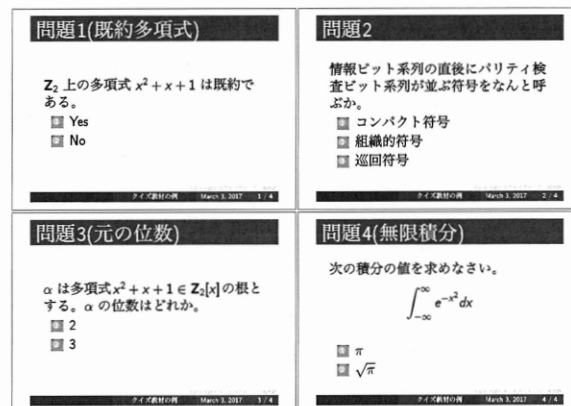 問題1(既約多項式)
Z₂ 上の多項式 x² + x + 1 は既約で
ある。
Yes
No
クイズ教材の例 March 3, 2017 1 / 4
問題2
情報ビット系列の直後にパリティ検
査ビット系列が並ぶ符号をなんと呼
ぶか。
コンパクト符号
組織的符号
巡回符号
クイズ教材の例 March 3, 2017 2 / 4
問題3(元の位数)
α は多項式x² + x + 1 ∈ Z₂[x] の根と
する。α の位数はどれか。
2
3
クイズ教材の例 March 3, 2017 3 / 4
問題4(無限積分)
次の積分の値を求めなさい。
∫_{-∞}^{∞} e^{-x²} dx
π
√π
クイズ教材の例 March 3, 2017 4 / 4